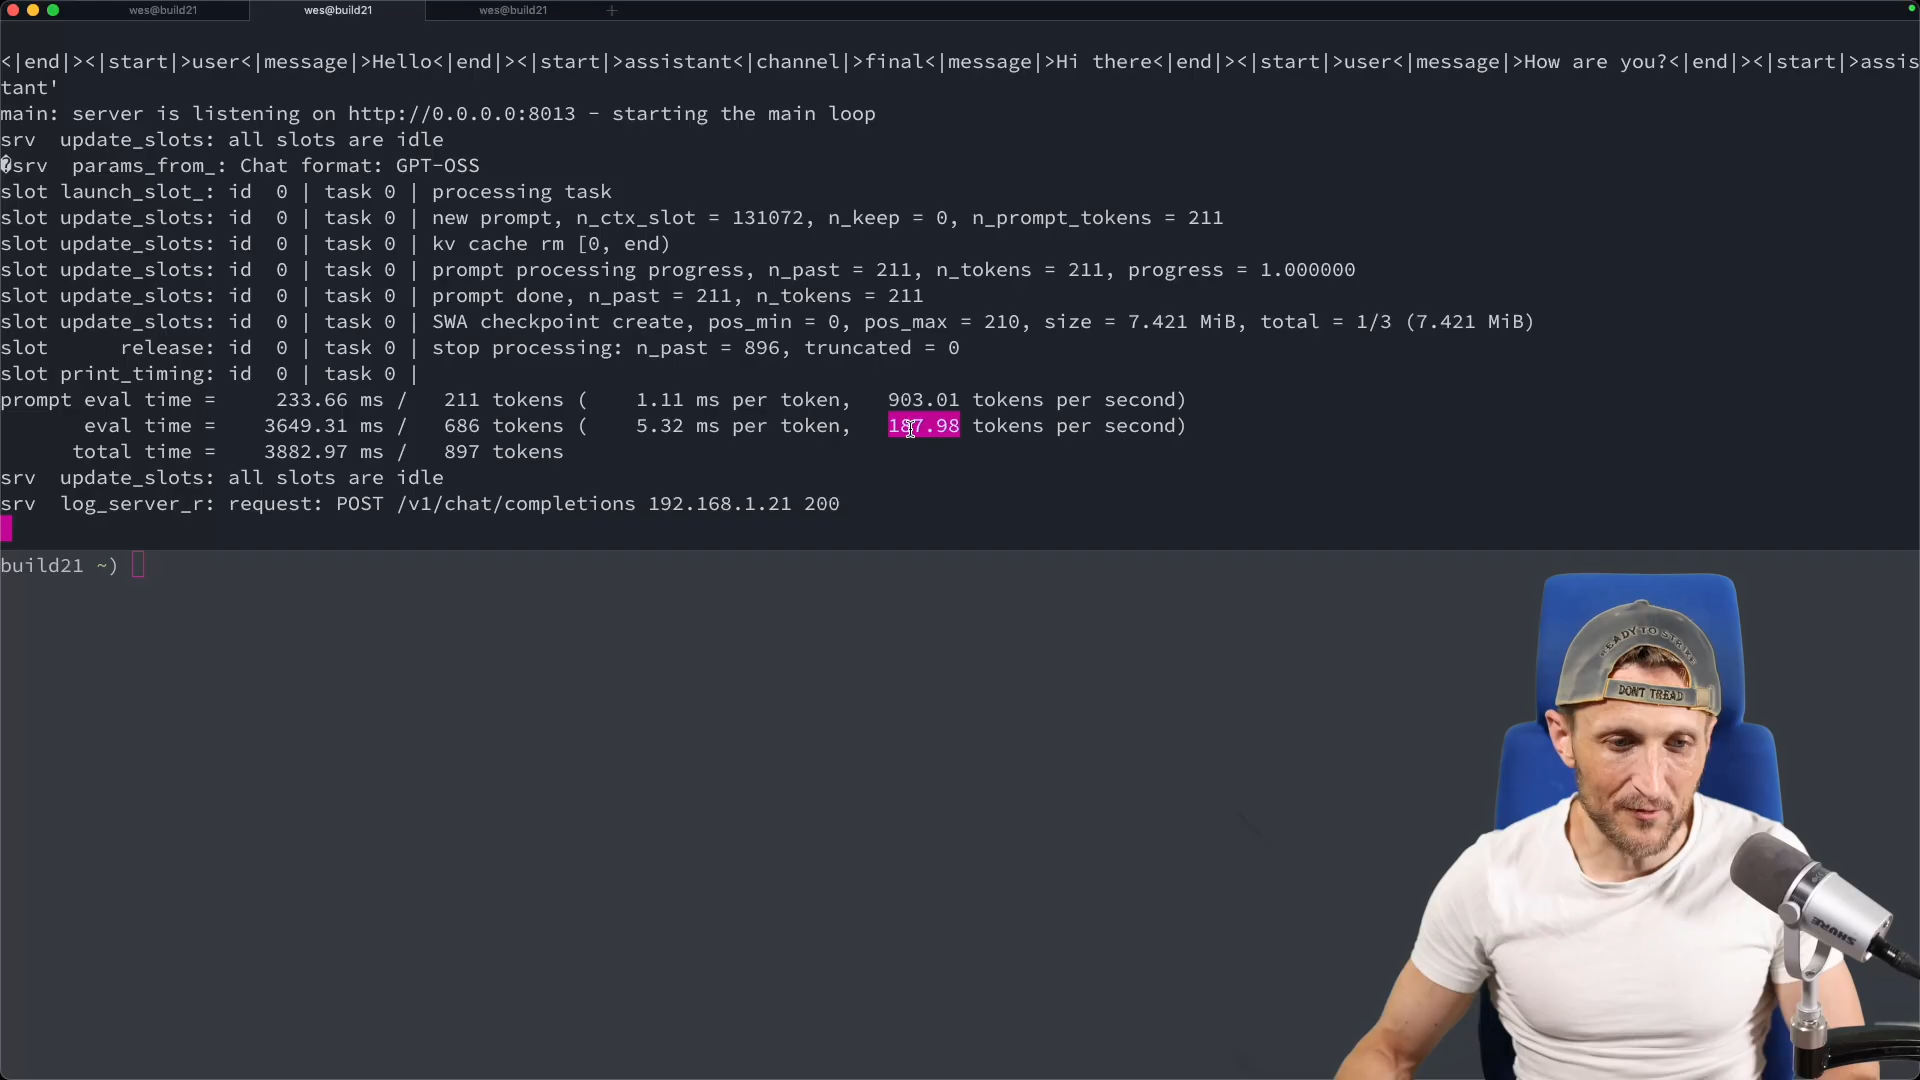 wes@build21 wes@build21 wes@build21 +
<|end|><|start|>user<|message|>Hello<|end|><|start|>assistant<|channel|>final<|message|>Hi there<|end|><|start|>user<|message|>How are you?<|end|><|start|>assis
tant'
main: server is listening on http://0.0.0.0:8013 - starting the main loop
srv  update_slots: all slots are idle
�srv  params_from_: Chat format: GPT-OSS
slot launch_slot_: id  0 | task 0 | processing task
slot update_slots: id  0 | task 0 | new prompt, n_ctx_slot = 131072, n_keep = 0, n_prompt_tokens = 211
slot update_slots: id  0 | task 0 | kv cache rm [0, end)
slot update_slots: id  0 | task 0 | prompt processing progress, n_past = 211, n_tokens = 211, progress = 1.000000
slot update_slots: id  0 | task 0 | prompt done, n_past = 211, n_tokens = 211
slot update_slots: id  0 | task 0 | SWA checkpoint create, pos_min = 0, pos_max = 210, size = 7.421 MiB, total = 1/3 (7.421 MiB)
slot      release: id  0 | task 0 | stop processing: n_past = 896, truncated = 0
slot print_timing: id  0 | task 0 |
prompt eval time =     233.66 ms /   211 tokens (    1.11 ms per token,   903.01 tokens per second)
       eval time =    3649.31 ms /   686 tokens (    5.32 ms per token,   187.98 tokens per second)
      total time =    3882.97 ms /   897 tokens
srv  update_slots: all slots are idle
srv  log_server_r: request: POST /v1/chat/completions 192.168.1.21 200
build21 ~)
READY TO STRIKE
DONT TREAD
SHURE